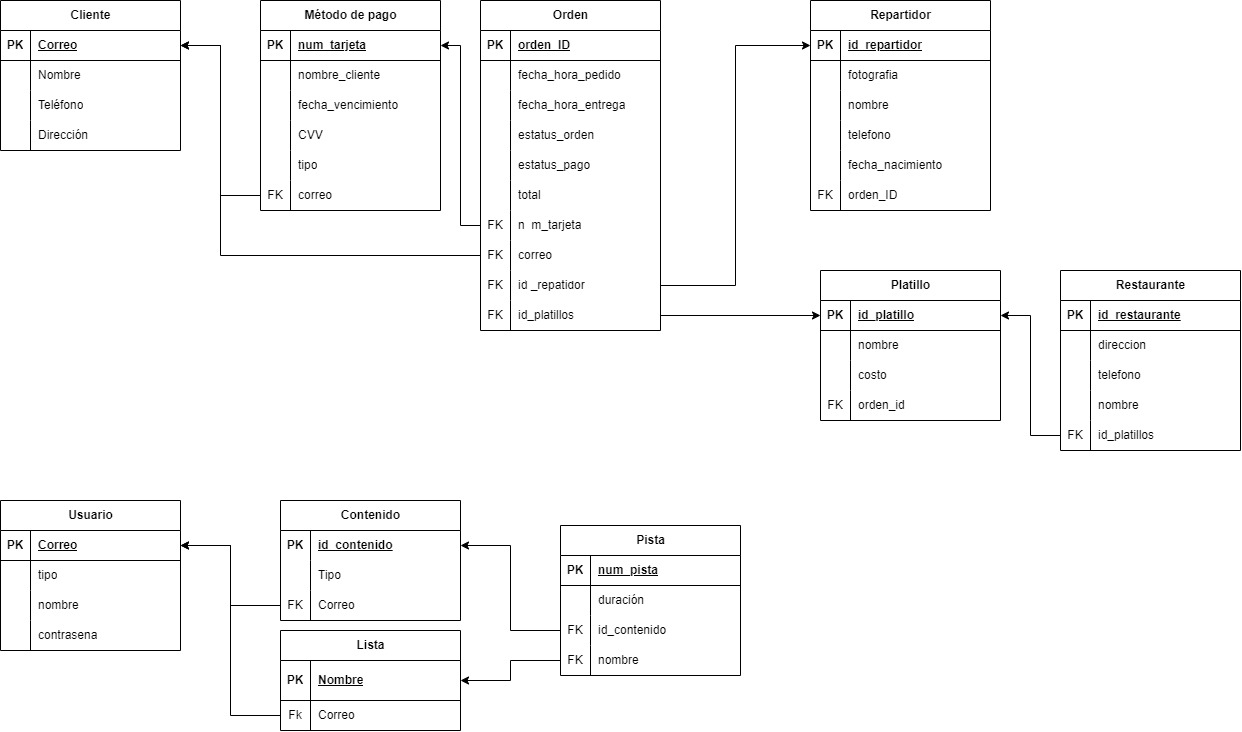 Cliente
PK Correo
Nombre
Teléfono
Dirección
Método de pago
PK num_tarjeta
nombre_cliente
fecha_vencimiento
CVV
tipo
FK correo
Orden
PK orden_ID
fecha_hora_pedido
fecha_hora_entrega
estatus_orden
estatus_pago
total
FK n m_tarjeta
FK correo
FK id _repatidor
FK id_platillos
Repartidor
PK id_repartidor
fotografia
nombre
telefono
fecha_nacimiento
FK orden_ID
Platillo
PK id_platillo
nombre
costo
FK orden_id
Restaurante
PK id_restaurante
direccion
telefono
nombre
FK id_platillos
Usuario
PK Correo
tipo
nombre
contrasena
Contenido
PK id_contenido
Tipo
FK Correo
Lista
PK Nombre
Fk Correo
Pista
PK num_pista
duración
FK id_contenido
FK nombre